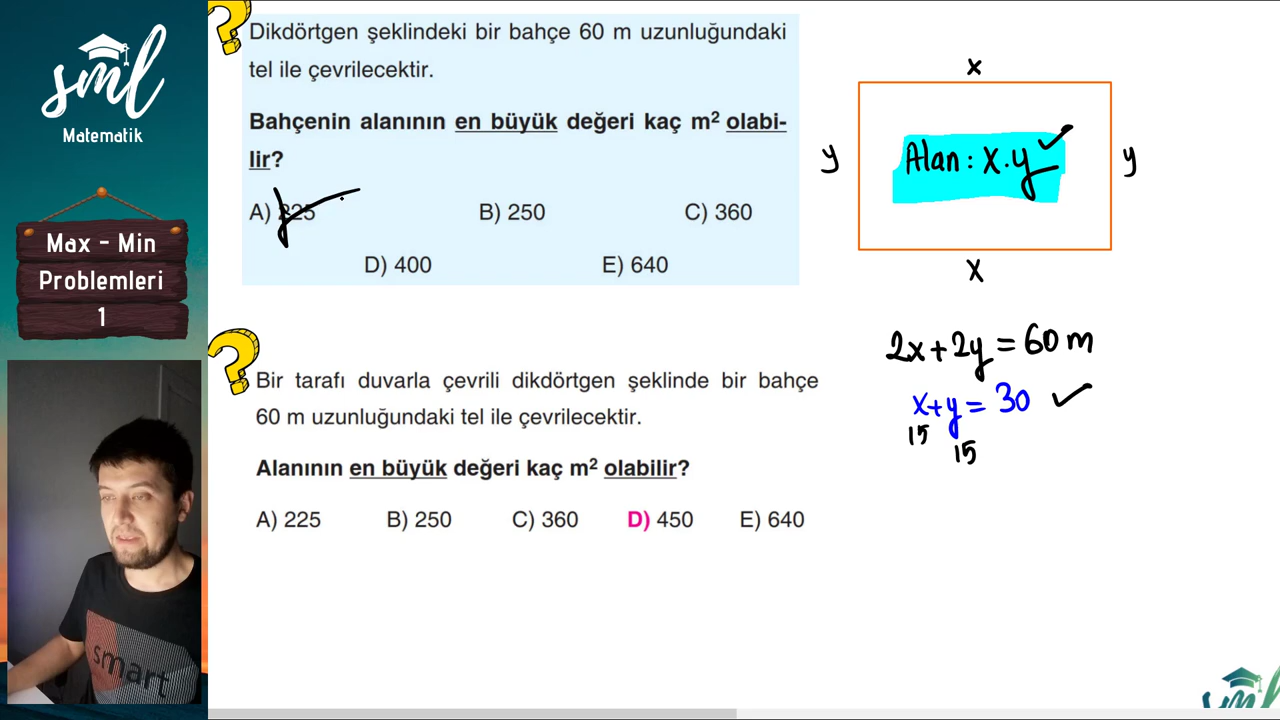 sml
Matematik
Max - Min
Problemleri
1
smart
?
Dikdörtgen şeklindeki bir bahçe 60 m uzunluğundaki
tel ile çevrilecektir.
Bahçenin alanının en büyük değeri kaç m² olabi-
lir?
A) 225 B) 250 C) 360
D) 400 E) 640
?
Bir tarafı duvarla çevrili dikdörtgen şeklinde bir bahçe
60 m uzunluğundaki tel ile çevrilecektir.
Alanının en büyük değeri kaç m² olabilir?
A) 225 B) 250 C) 360 D) 450 E) 640
x
y Alan : x.y y
x
2x+2y = 60 m
x+y = 30
15
15
sml